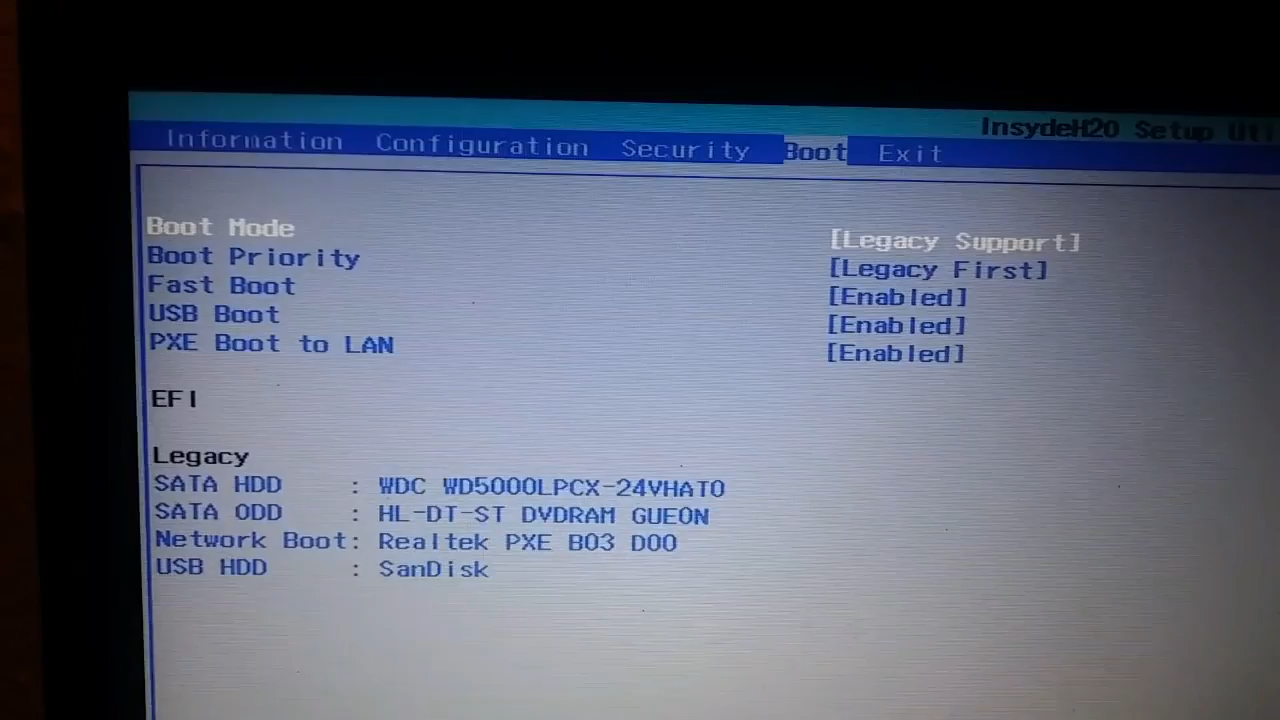 InsydeH20 Setup Uti
Information Configuration Security Boot Exit
Boot Mode [Legacy Support]
Boot Priority [Legacy First]
Fast Boot [Enabled]
USB Boot [Enabled]
PXE Boot to LAN [Enabled]
EFI
Legacy
SATA HDD : WDC WD5000LPCX-24VHAT0
SATA ODD : HL-DT-ST DVDRAM GUE0N
Network Boot: Realtek PXE B03 D00
USB HDD : SanDisk